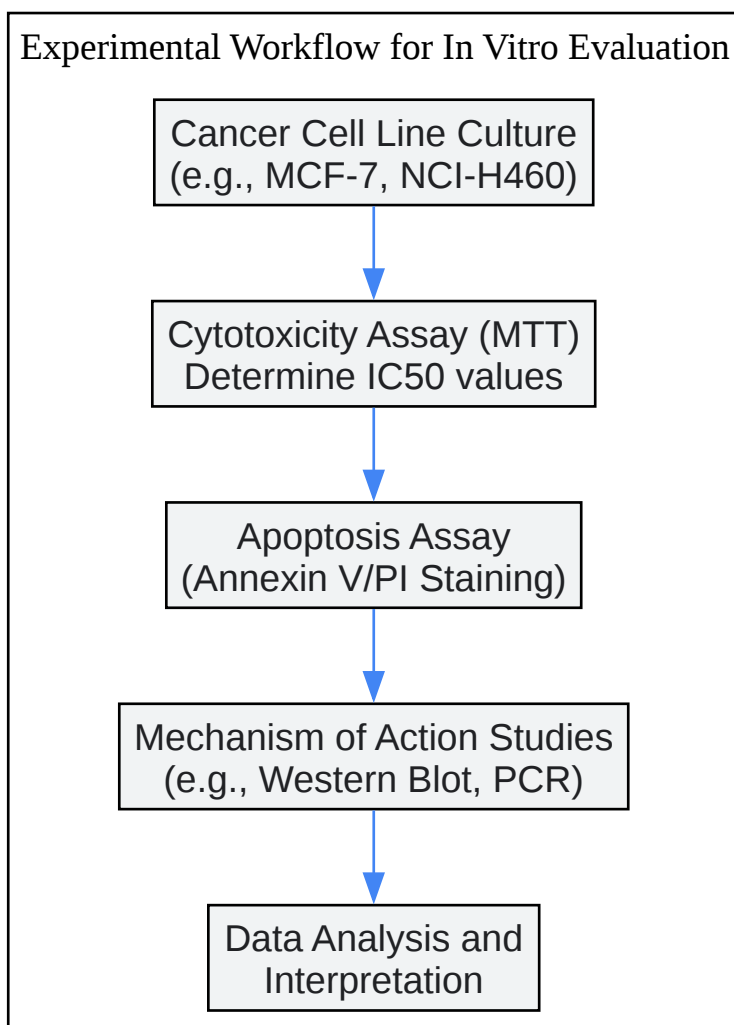 Experimental Workflow for In Vitro Evaluation
Cancer Cell Line Culture
(e.g., MCF-7, NCI-H460)
Cytotoxicity Assay (MTT)
Determine IC50 values
Apoptosis Assay
(Annexin V/PI Staining)
Mechanism of Action Studies
(e.g., Western Blot, PCR)
Data Analysis and
Interpretation